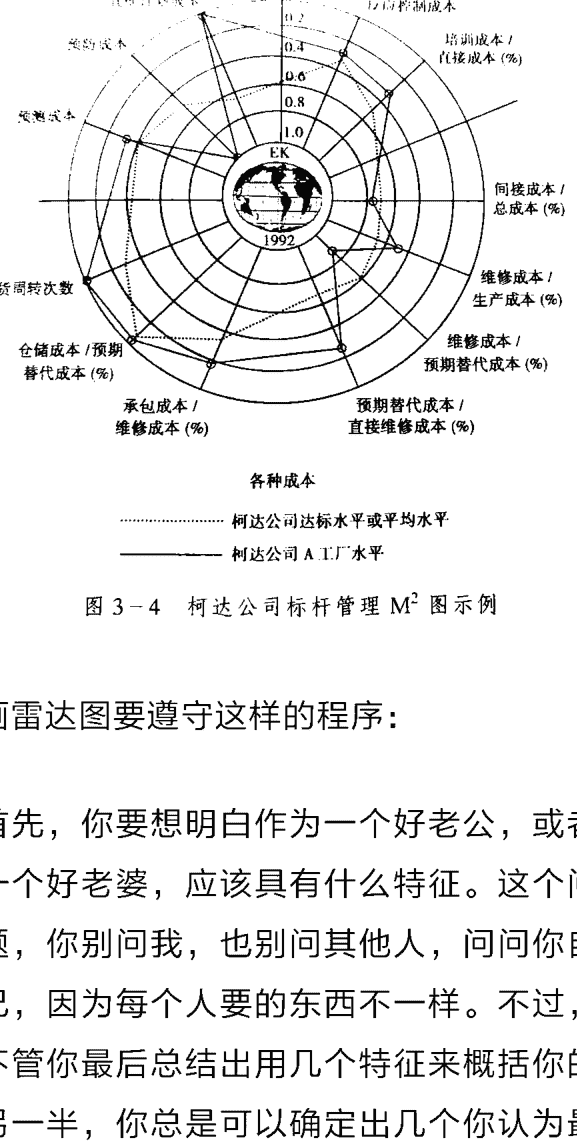 控制成本
0.2
预防成本
培训成本 /
直接成本 (%)
0.4
0.6
0.8
预测成本
1.0
EK
间接成本 /
总成本 (%)
1992
维修成本 /
生产成本 (%)
货周转次数
维修成本 /
预期替代成本 (%)
仓储成本 /预期
替代成本 (%)
承包成本 /
维修成本 (%)
预期替代成本 /
直接维修成本 (%)
各种成本
柯达公司达标水平或平均水平
柯达公司 A 工厂水平
图 3-4 柯达公司标杆管理 M² 图示例
画雷达图要遵守这样的程序：
首先，你要想明白作为一个好老公，或者
一个好老婆，应该具有什么特征。这个问
题，你别问我，也别问其他人，问问你自
己，因为每个人要的东西不一样。不过，
不管你最后总结出用几个特征来概括你的
另一半，你总是可以确定出几个你认为最